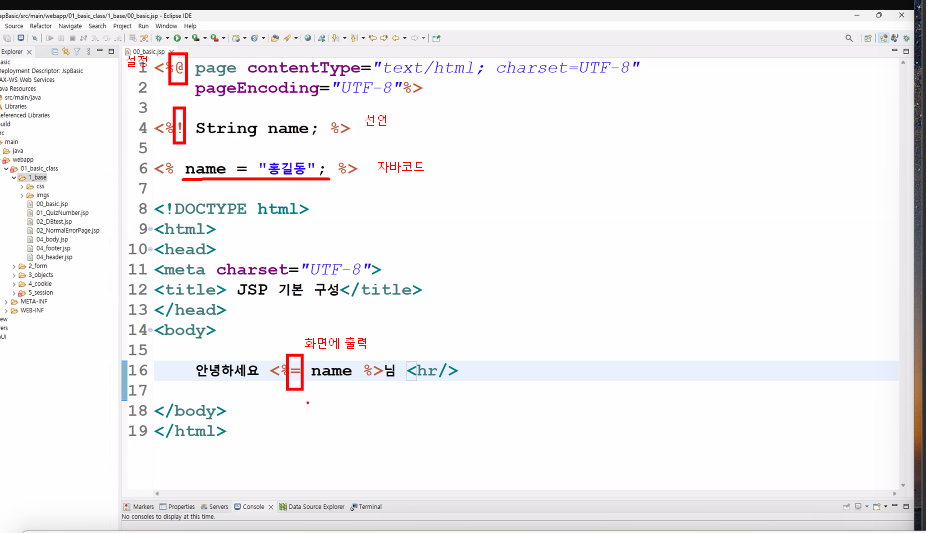 spBasic/src/main/webapp/01_basic_class/1_base/00_basic.jsp - Eclipse IDE
Source Refactor Navigate Search Project Run Window Help
Explorer
00_basic.jsp
asic
eployment Descriptor: JspBasic
AX-WS Web Services
ava Resources
src/main/java
Libraries
eferenced Libraries
uild
rc
main
java
webapp
01_basic_class
1_base
css
imgs
00_basic.jsp
01_QuizNumber.jsp
02_DBtest.jsp
02_NormalErrorPage.jsp
04_body.jsp
04_footer.jsp
04_header.jsp
2_form
3_objects
4_cookie
5_session
META-INF
WEB-INF
ew
ers
oUI
설정
1 <%@ page contentType="text/html; charset=UTF-8"
2 pageEncoding="UTF-8"%>
3
4 <%! String name; %> 선언
5
6 <% name = "홍길동"; %> 자바코드
7
8 <!DOCTYPE html>
9 <html>
10 <head>
11 <meta charset="UTF-8">
12 <title> JSP 기본 구성</title>
13 </head>
14 <body>
화면에 출력
15
16 안녕하세요 <%= name %>님 <hr/>
17
18 </body>
19 </html>
Markers Properties Servers Console Data Source Explorer Terminal
No consoles to display at this time.